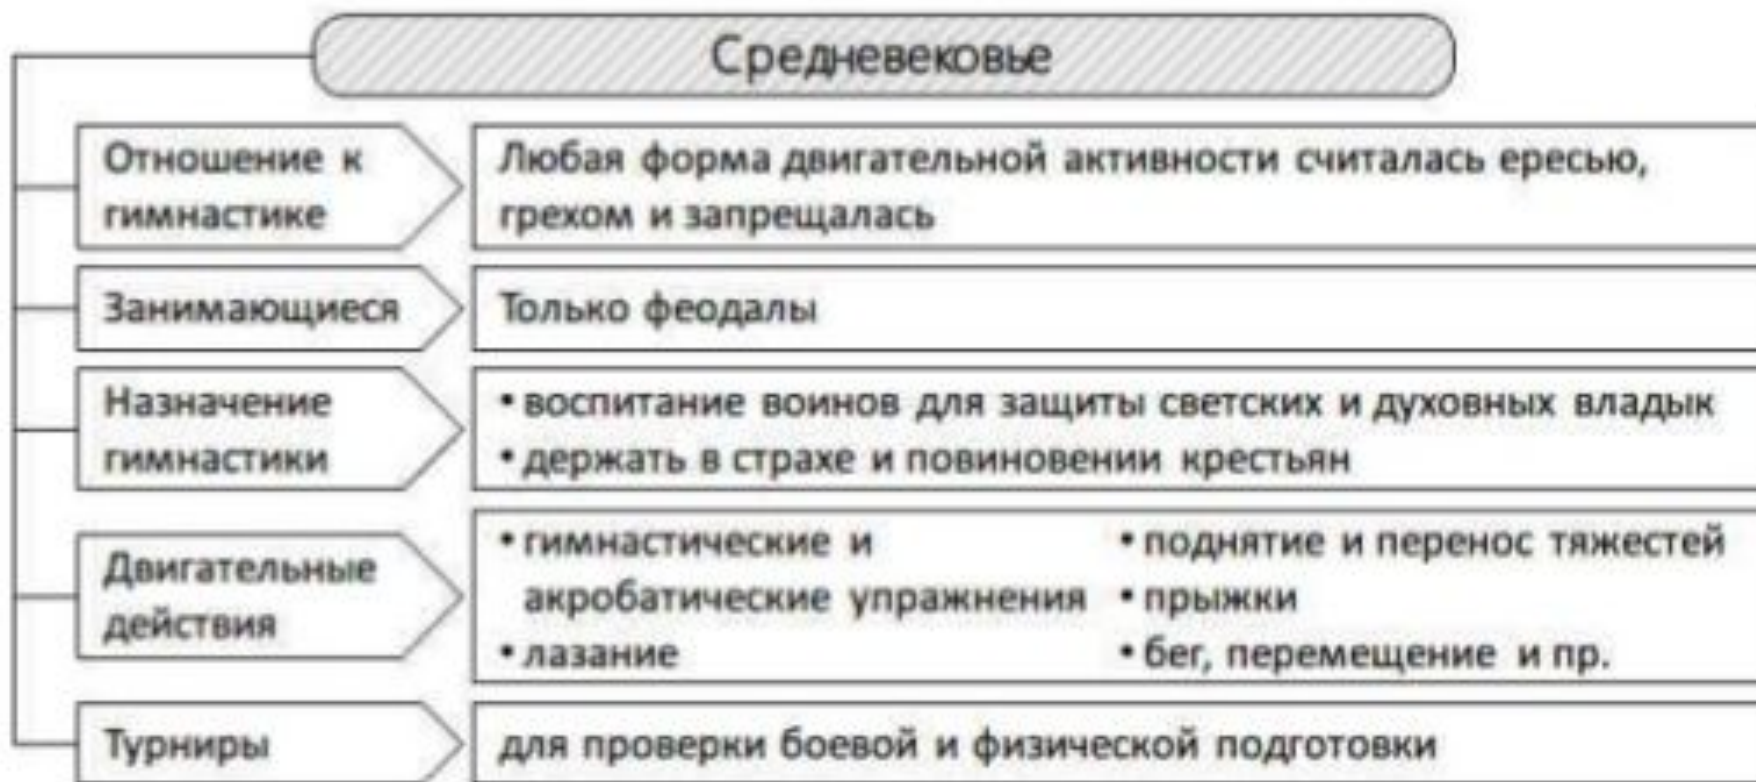 Средневековье
Отношение к
гимнастике
Любая форма двигательной активности считалась ересью,
грехом и запрещалась
Занимающиеся
Только феодалы
Назначение
гимнастики
• воспитание воинов для защиты светских и духовных владык
• держать в страхе и повиновении крестьян
Двигательные
действия
• гимнастические и
акробатические упражнения
• лазание
• поднятие и перенос тяжестей
• прыжки
• бег, перемещение и пр.
Турниры
для проверки боевой и физической подготовки